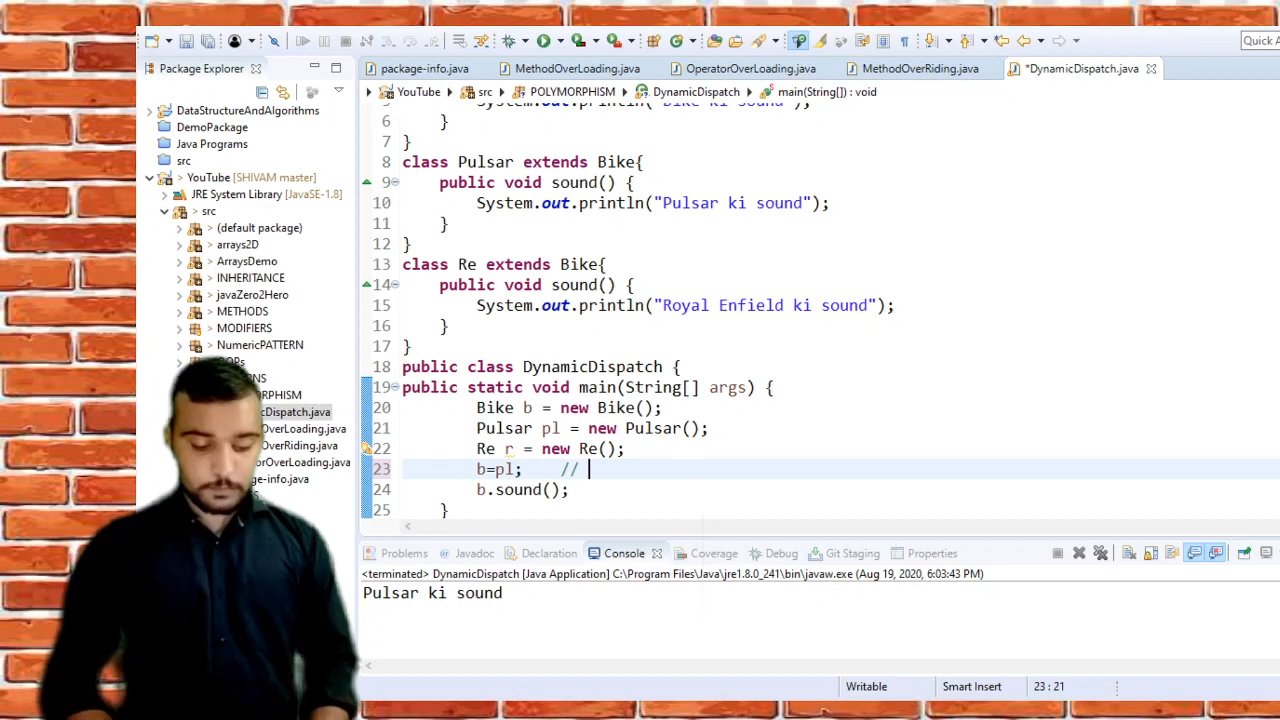 Quick A
Package Explorer
package-info.java
MethodOverLoading.java
OperatorOverLoading.java
MethodOverRiding.java
*DynamicDispatch.java
YouTube
src
POLYMORPHISM
DynamicDispatch
main(String[]) : void
DataStructureAndAlgorithms
DemoPackage
Java Programs
src
> YouTube [SHIVAM master]
JRE System Library [JavaSE-1.8]
> src
> (default package)
> arrays2D
> ArraysDemo
> INHERITANCE
> javaZero2Hero
> METHODS
> MODIFIERS
> NumericPATTERN
cDispatch.java
OverLoading.java
OverRiding.java
orOverLoading.java
ge-info.java
6 }
7 }
8 class Pulsar extends Bike{
9 public void sound() {
10 System.out.println("Pulsar ki sound");
11 }
12 }
13 class Re extends Bike{
14 public void sound() {
15 System.out.println("Royal Enfield ki sound");
16 }
17 }
18 public class DynamicDispatch {
19 public static void main(String[] args) {
20 Bike b = new Bike();
21 Pulsar pl = new Pulsar();
22 Re r = new Re();
23 b=pl; //
24 b.sound();
25 }
Problems
Javadoc
Declaration
Console
Coverage
Debug
Git Staging
Properties
<terminated> DynamicDispatch [Java Application] C:\Program Files\Java\jre1.8.0_241\bin\javaw.exe (Aug 19, 2020, 6:03:43 PM)
Pulsar ki sound
Writable
Smart Insert
23 : 21